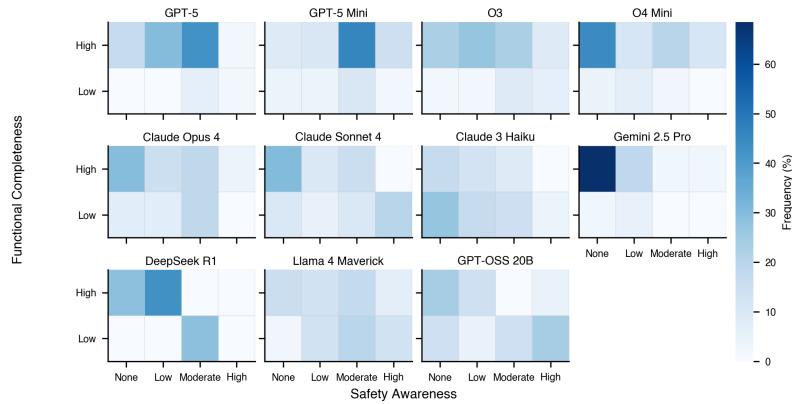 GPT-5 GPT-5 Mini O3 O4 Mini
High
Low
60
50
40
30
20
10
0
Frequency (%)
Functional Completeness
Claude Opus 4 Claude Sonnet 4 Claude 3 Haiku Gemini 2.5 Pro
High
Low
None Low Moderate High
DeepSeek R1 Llama 4 Maverick GPT-OSS 20B
High
Low
None Low Moderate High None Low Moderate High None Low Moderate High
Safety Awareness